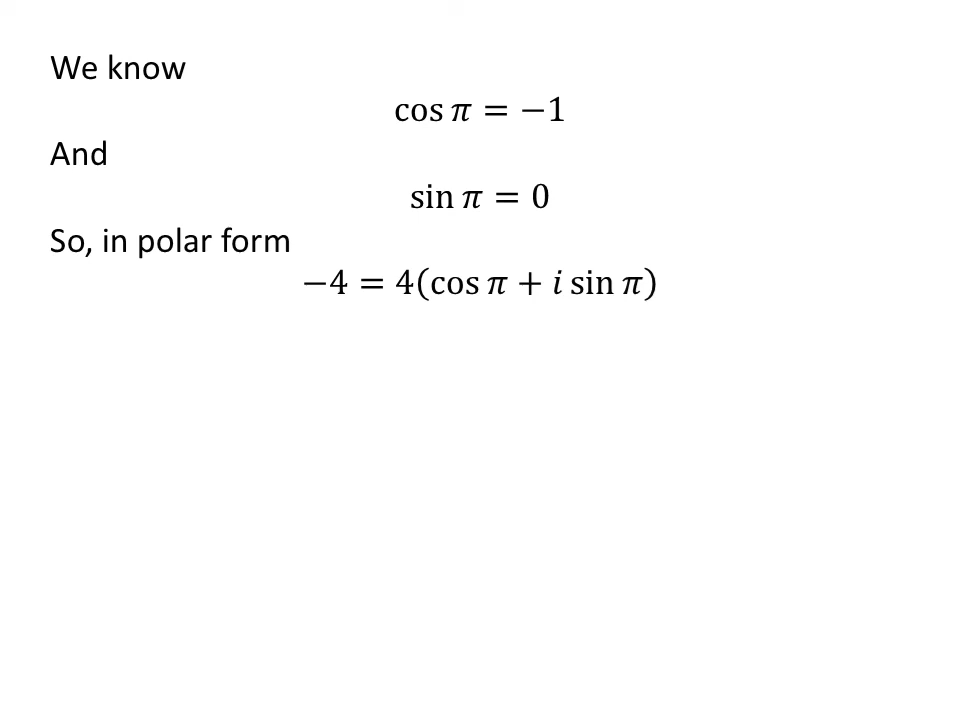 We know
cos 𝜋 = −1
And
sin 𝜋 = 0
So, in polar form
−4 = 4(cos 𝜋 + 𝑖 sin 𝜋)